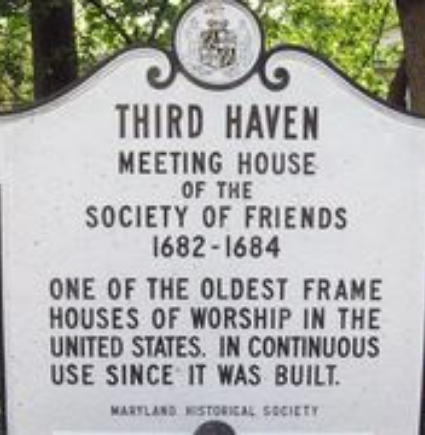 THIRD HAVEN
MEETING HOUSE
OF THE
SOCIETY OF FRIENDS
1682-1684
ONE OF THE OLDEST FRAME
HOUSES OF WORSHIP IN THE
UNITED STATES. IN CONTINUOUS
USE SINCE IT WAS BUILT.
MARYLAND HISTORICAL SOCIETY